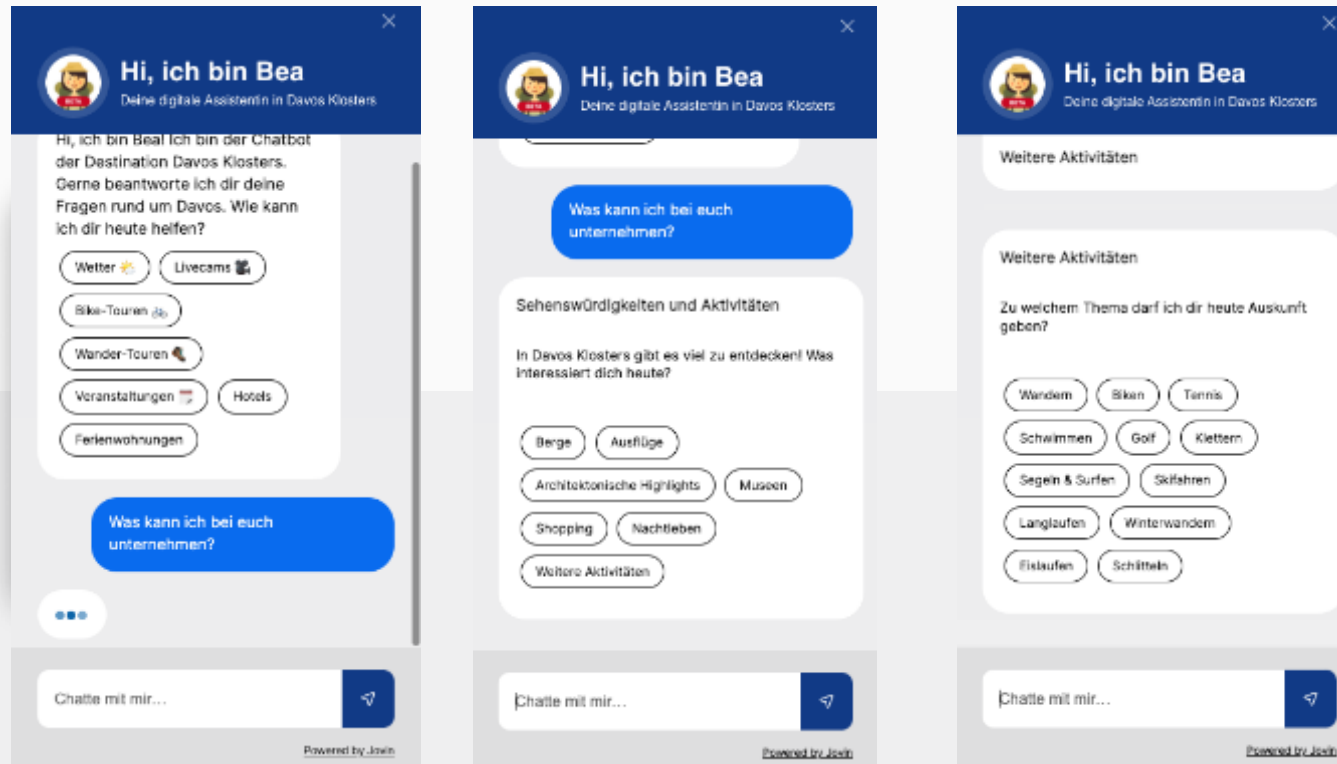 Hi, ich bin Bea
Deine digitale Assistentin in Davos Klosters
BETA
Hi, ich bin Bea! Ich bin der Chatbot
der Destination Davos Klosters.
Gerne beantworte ich dir deine
Fragen rund um Davos. Wie kann
ich dir heute helfen?
Wetter Livecams
Bike-Touren
Wander-Touren
Veranstaltungen Hotels
Ferienwohnungen
Was kann ich bei euch
unternehmen?
Chatte mit mir...
Powered by Jovin
Hi, ich bin Bea
Deine digitale Assistentin in Davos Klosters
BETA
Was kann ich bei euch
unternehmen?
Sehenswürdigkeiten und Aktivitäten
In Davos Klosters gibt es viel zu entdecken! Was
interessiert dich heute?
Berge Ausflüge
Architektonische Highlights Museen
Shopping Nachtleben
Weitere Aktivitäten
Chatte mit mir...
Powered by Jovin
Hi, ich bin Bea
Deine digitale Assistentin in Davos Klosters
BETA
Weitere Aktivitäten
Weitere Aktivitäten
Zu welchem Thema darf ich dir heute Auskunft
geben?
Wandern Biken Tennis
Schwimmen Golf Klettern
Segeln & Surfen Skifahren
Langlaufen Winterwandern
Eislaufen Schlitteln
Chatte mit mir...
Powered by Jovin